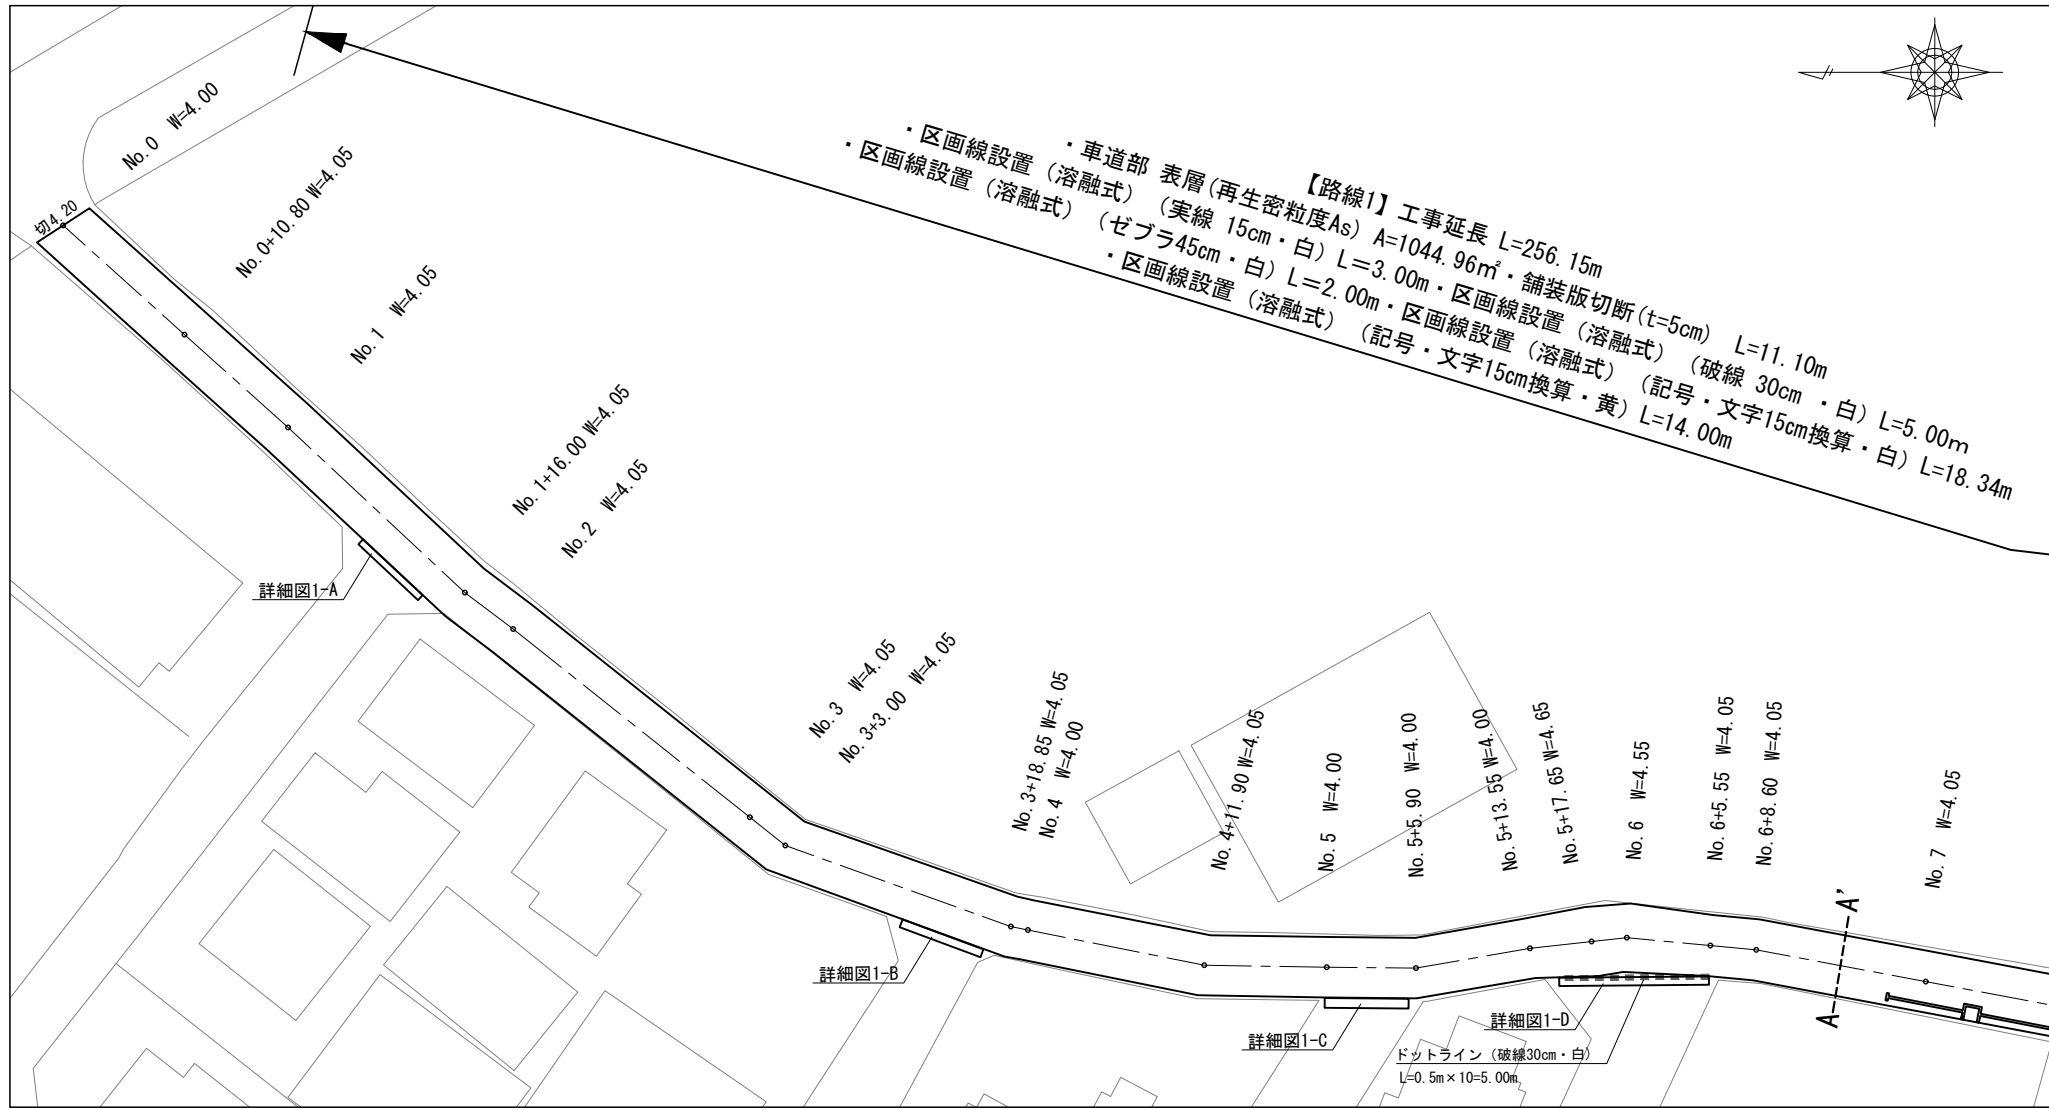 【路線1】工事延長 L=256.15m
・車道部 表層(再生密粒度As) A=1044.96㎡・舗装版切断(t=5cm) L=11.10m
・区画線設置（溶融式）（実線 15cm・白）L=3.00m・区画線設置（溶融式）（破線 30cm ・白）L=5.00m
・区画線設置（溶融式）（ゼブラ45cm・白）L=2.00m・区画線設置（溶融式）（記号・文字15cm換算・白）L=18.34m
・区画線設置（溶融式）（記号・文字15cm換算・黄）L=14.00m
No.0 W=4.00
切4.20
No.0+10.80 W=4.05
No.1 W=4.05
No.1+16.00 W=4.05
No.2 W=4.05
No.3 W=4.05
No.3+3.00 W=4.05
No.3+18.85 W=4.05
No.4 W=4.00
No.4+11.90 W=4.05
No.5 W=4.00
No.5+5.90 W=4.00
No.5+13.55 W=4.00
No.5+17.65 W=4.65
No.6 W=4.55
No.6+5.55 W=4.05
No.6+8.60 W=4.05
No.7 W=4.05
A'
A
詳細図1-A
詳細図1-B
詳細図1-C
詳細図1-D
ドットライン（破線30cm・白）
L=0.5m×10=5.00m